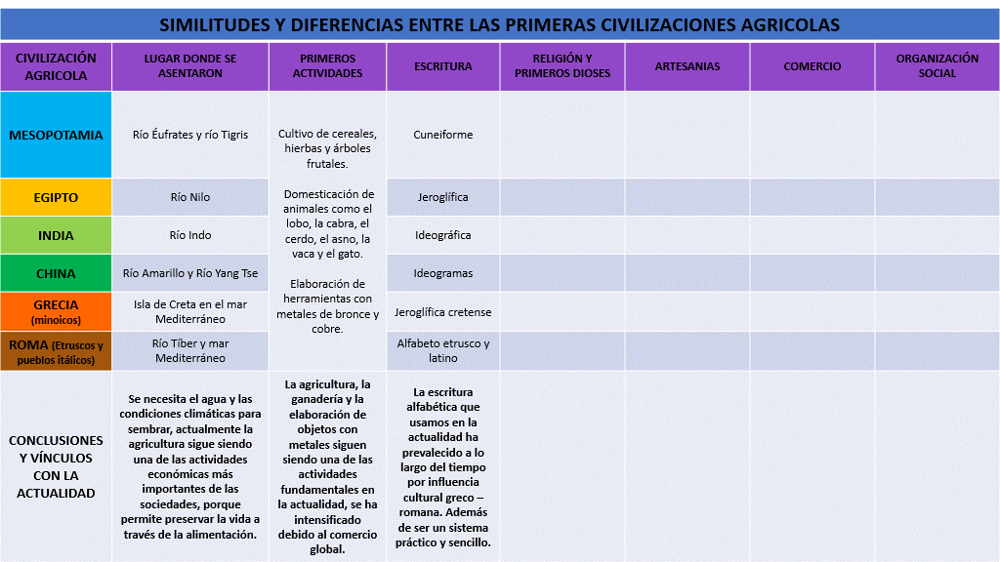 SIMILITUDES Y DIFERENCIAS ENTRE LAS PRIMERAS CIVILIZACIONES AGRICOLAS
CIVILIZACIÓN
AGRICOLA
LUGAR DONDE SE
ASENTARON
PRIMEROS
ACTIVIDADES
ESCRITURA
RELIGIÓN Y
PRIMEROS DIOSES
ARTESANIAS
COMERCIO
ORGANIZACIÓN
SOCIAL
MESOPOTAMIA
Río Éufrates y río Tigris
Cultivo de cereales,
hierbas y árboles
frutales.
Domesticación de
animales como el
lobo, la cabra, el
cerdo, el asno, la
vaca y el gato.
Elaboración de
herramientas con
metales de bronce y
cobre.
Cuneiforme
EGIPTO
Río Nilo
Jeroglífica
INDIA
Río Indo
Ideográfica
CHINA
Río Amarillo y Río Yang Tse
Ideogramas
GRECIA
(minoicos)
Isla de Creta en el mar
Mediterráneo
Jeroglífica cretense
ROMA (Etruscos y
pueblos itálicos)
Río Tíber y mar
Mediterráneo
Alfabeto etrusco y
latino
CONCLUSIONES
Y VÍNCULOS
CON LA
ACTUALIDAD
Se necesita el agua y las
condiciones climáticas para
sembrar, actualmente la
agricultura sigue siendo
una de las actividades
económicas más
importantes de las
sociedades, porque
permite preservar la vida a
través de la alimentación.
La agricultura, la
ganadería y la
elaboración de
objetos con
metales siguen
siendo una de las
actividades
fundamentales en
la actualidad, se ha
intensificado
debido al comercio
global.
La escritura
alfabética que
usamos en la
actualidad ha
prevalecido a lo
largo del tiempo
por influencia
cultural greco –
romana. Además
de ser un sistema
práctico y sencillo.